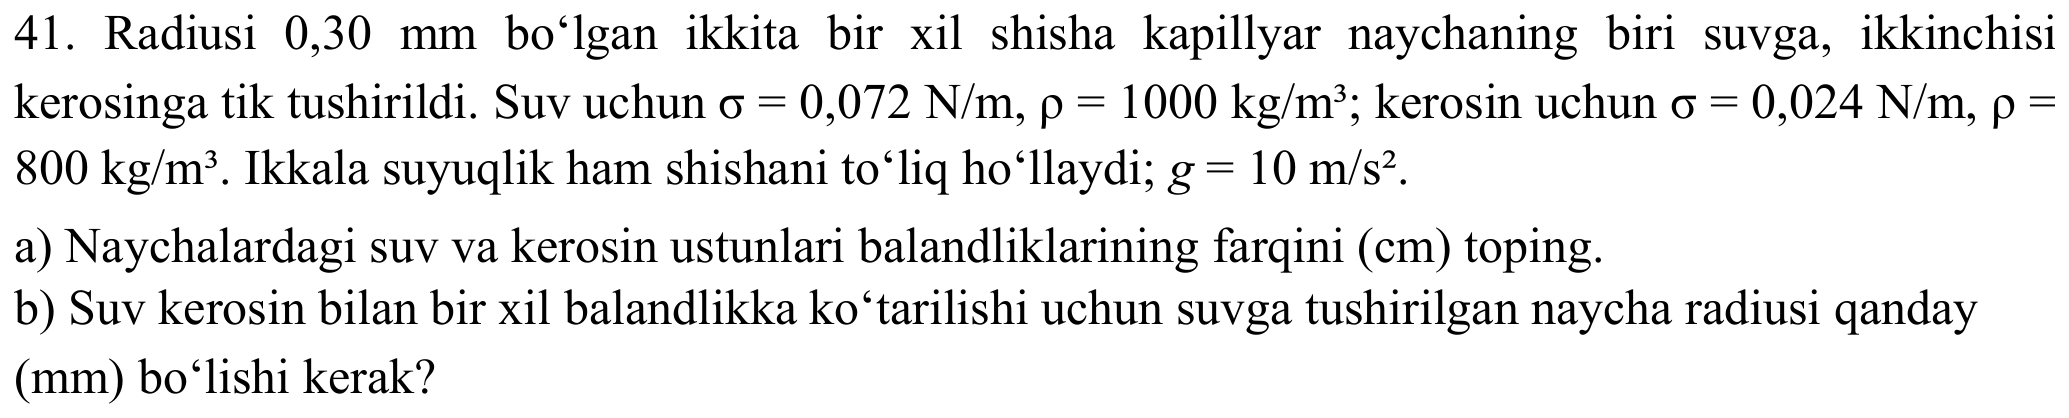 41. Radiusi 0,30 mm bo‘lgan ikkita bir xil shisha kapillyar naychaning biri suvga, ikkinchisi
kerosinga tik tushirildi. Suv uchun σ = 0,072 N/m, ρ = 1000 kg/m³; kerosin uchun σ = 0,024 N/m, ρ =
800 kg/m³. Ikkala suyuqlik ham shishani to‘liq ho‘llaydi; g = 10 m/s².
a) Naychalardagi suv va kerosin ustunlari balandliklarining farqini (cm) toping.
b) Suv kerosin bilan bir xil balandlikka ko‘tarilishi uchun suvga tushirilgan naycha radiusi qanday
(mm) bo‘lishi kerak?